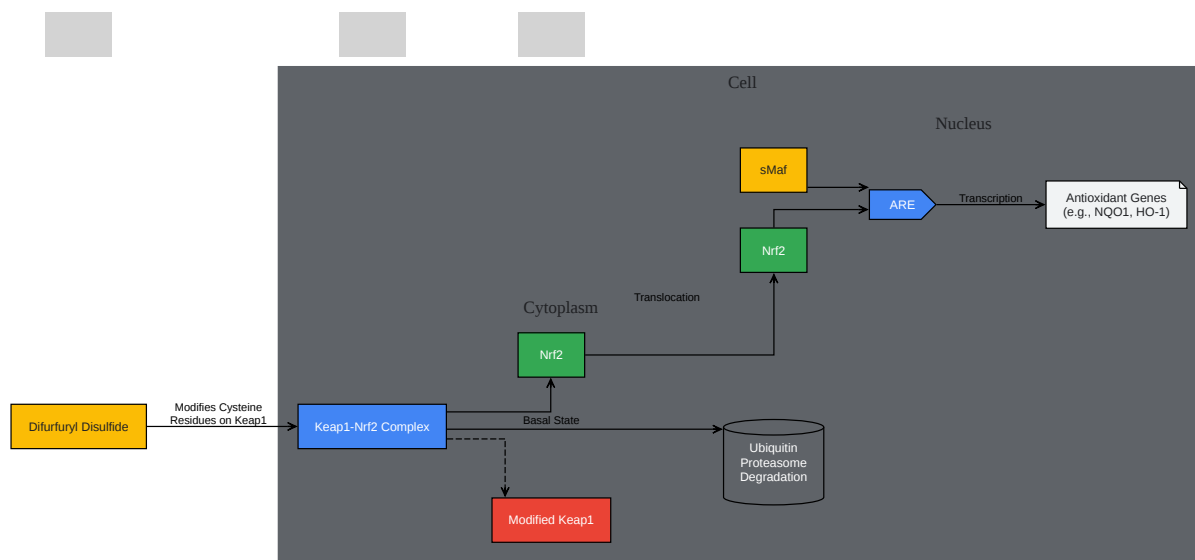 Cell
Nucleus
sMaf
ARE
Transcription
Antioxidant Genes
(e.g., NQO1, HO-1)
Nrf2
Translocation
Cytoplasm
Nrf2
Difurfuryl Disulfide
Modifies Cysteine
Residues on Keap1
Keap1-Nrf2 Complex
Basal State
Ubiquitin
Proteasome
Degradation
Modified Keap1